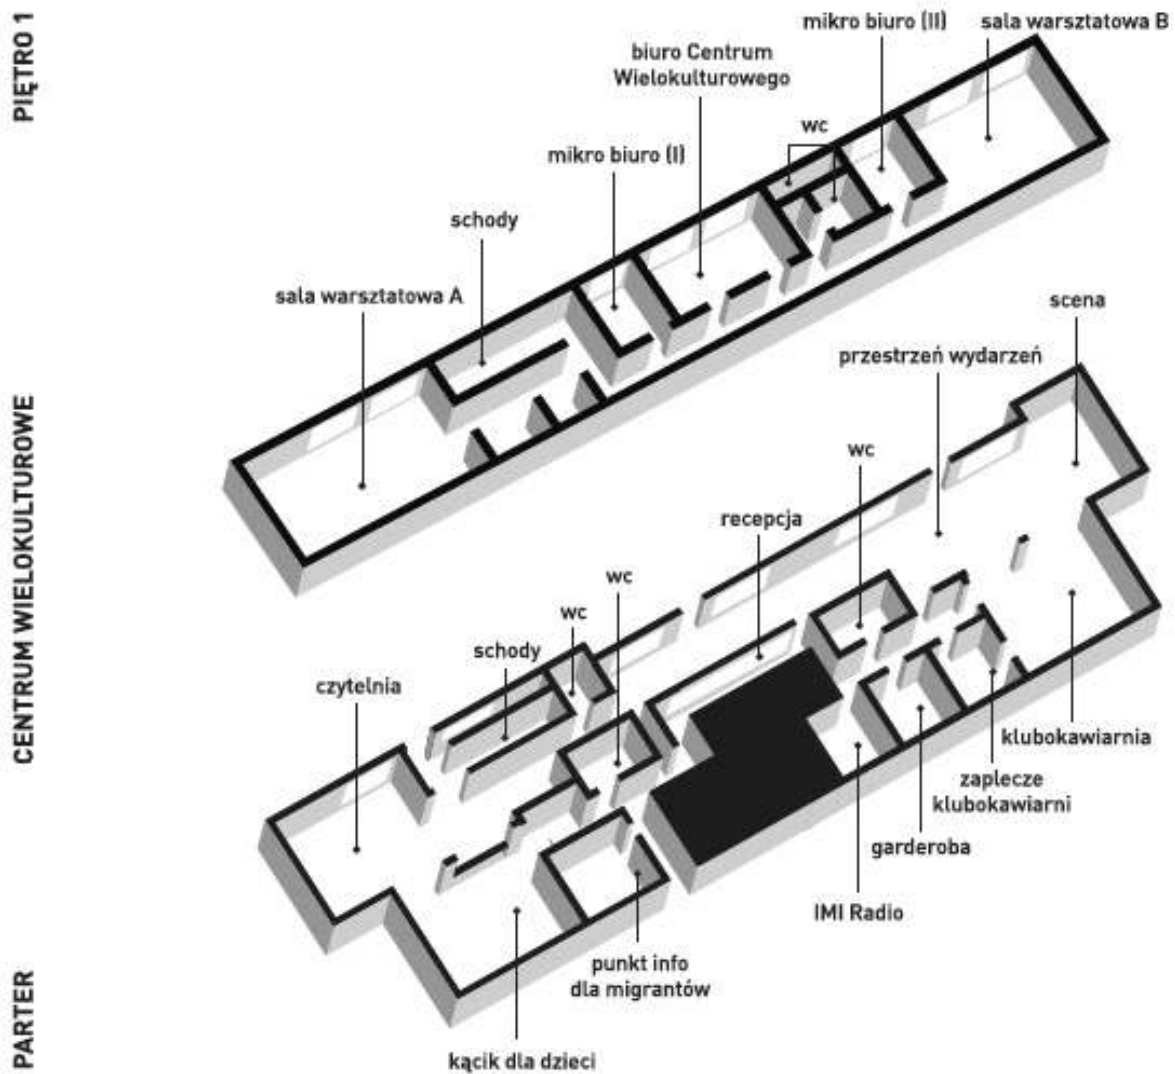 PIĘTRO 1
mikro biuro (II)
sala warsztatowa B
biuro Centrum
Wielokulturowego
wc
mikro biuro (I)
schody
sala warsztatowa A
CENTRUM WIELOKULTUROWE
scena
przestrzeń wydarzeń
wc
recepcja
wc
wc
schody
czytelnia
klubokawiarnia
zaplecze
klubokawiarni
garderoba
IMI Radio
punkt info
dla migrantów
kącik dla dzieci
PARTER